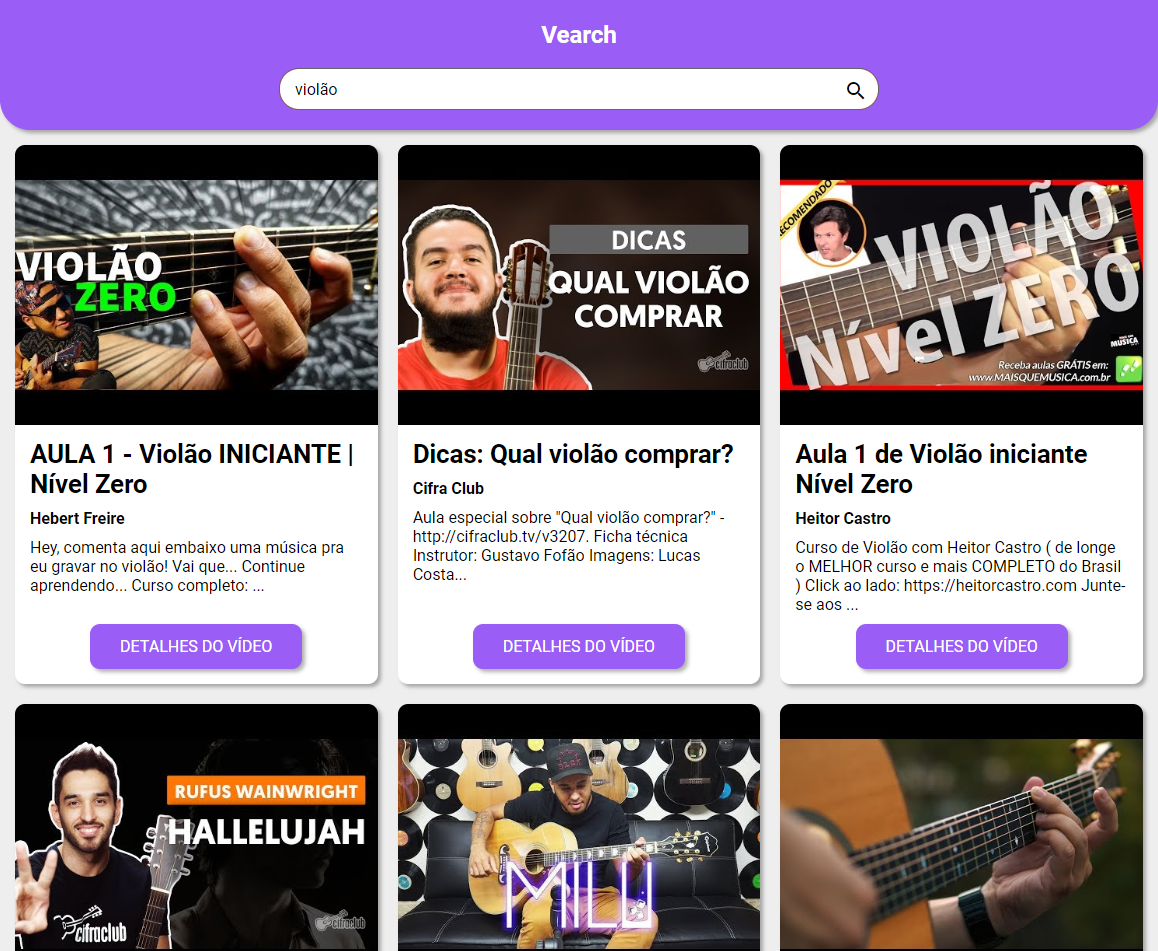 Vearch
violão
VIOLÃO
ZERO
DICAS
QUAL VIOLÃO
COMPRAR
cifraclub
RECOMENDADO
VIOLÃO
Nível ZERO
MUSICA
Receba aulas GRÁTIS em:
www.MAISQUEMUSICA.com.br
AULA 1 - Violão INICIANTE |
Nível Zero
Hebert Freire
Hey, comenta aqui embaixo uma música pra
eu gravar no violão! Vai que... Continue
aprendendo... Curso completo: ...
DETALHES DO VÍDEO
Dicas: Qual violão comprar?
Cifra Club
Aula especial sobre "Qual violão comprar?" -
http://cifraclub.tv/v3207. Ficha técnica
Instrutor: Gustavo Fofão Imagens: Lucas
Costa...
DETALHES DO VÍDEO
Aula 1 de Violão iniciante
Nível Zero
Heitor Castro
Curso de Violão com Heitor Castro ( de longe
o MELHOR curso e mais COMPLETO do Brasil
) Click ao lado: https://heitorcastro.com Junte-
se aos ...
DETALHES DO VÍDEO
RUFUS WAINWRIGHT
HALLELUJAH
cifraclub
cifraclub
MILU